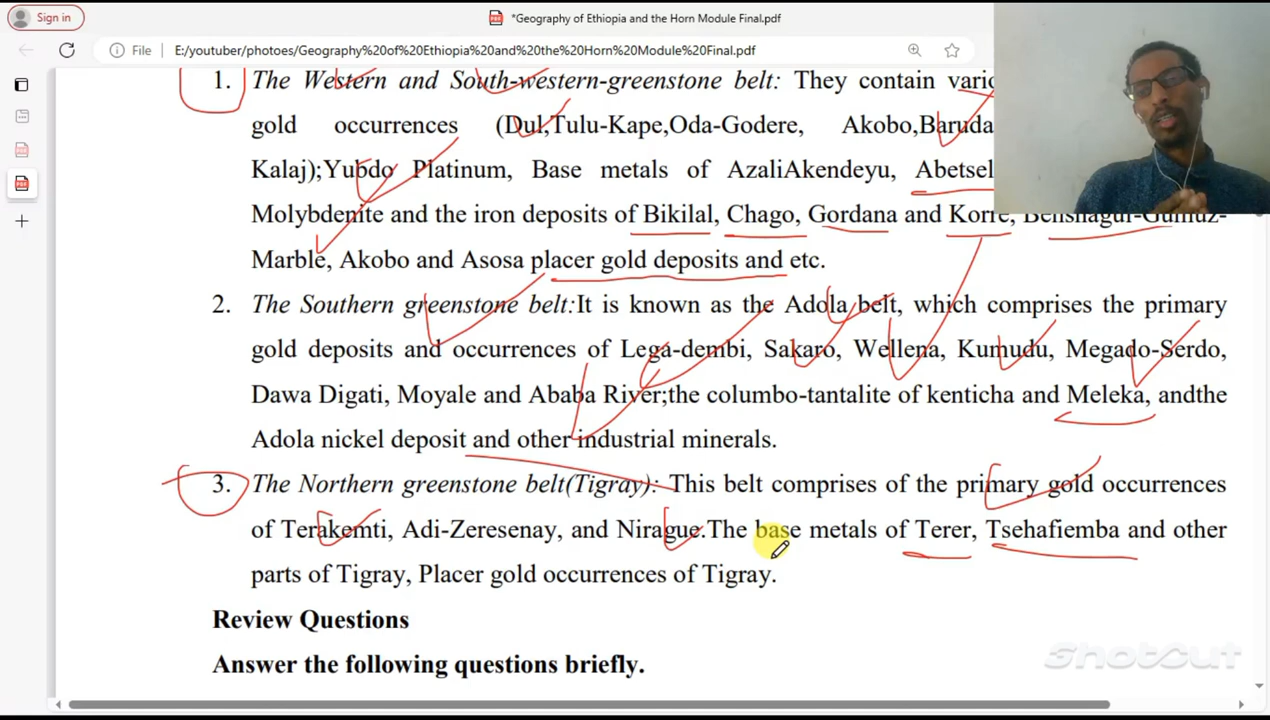 Sign in
*Geography of Ethiopia and the Horn Module Final.pdf
File E:/youtuber/photoes/Geography%20of%20Ethiopia%20and%20the%20Horn%20Module%20Final.pdf
1. The Western and South-western-greenstone belt: They contain
gold occurrences (Dul,Tulu-Kape,Oda-Godere, Akobo,Baruda
Kalaj);Yubdo Platinum, Base metals of AzaliAkendeyu, Abetsel
Molybdenite and the iron deposits of Bikilal, Chago, Gordana and Korre, Benshagul-Gumuz-
Marble, Akobo and Asosa placer gold deposits and etc.
2. The Southern greenstone belt:It is known as the Adola belt, which comprises the primary
gold deposits and occurrences of Lega-dembi, Sakaro, Wellena, Kumudu, Megado-Serdo,
Dawa Digati, Moyale and Ababa River;the columbo-tantalite of kenticha and Meleka, andthe
Adola nickel deposit and other industrial minerals.
3. The Northern greenstone belt(Tigray): This belt comprises of the primary gold occurrences
of Terakemti, Adi-Zeresenay, and Nirague.The base metals of Terer, Tsehafiemba and other
parts of Tigray, Placer gold occurrences of Tigray.
Review Questions
Answer the following questions briefly.
SHOTCUT